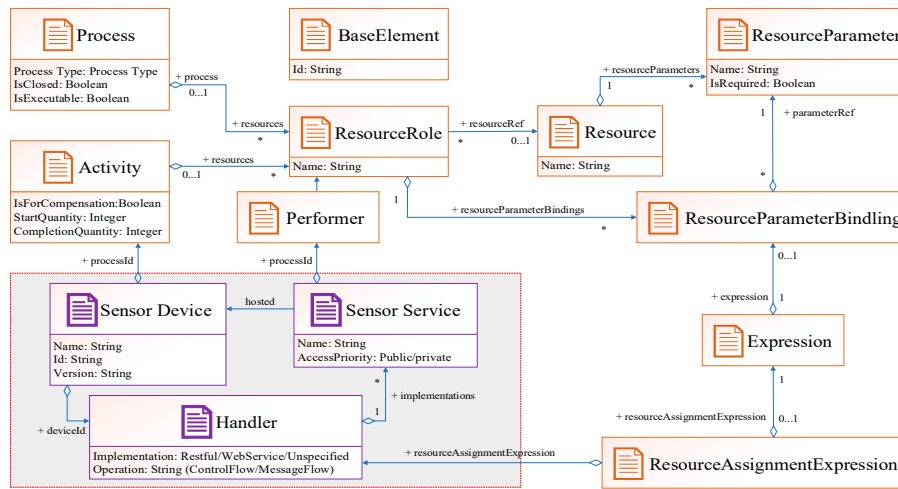 Process
Process Type: Process Type
IsClosed: Boolean
IsExecutable: Boolean
BaseElement
Id: String
ResourceParameter
Name: String
IsRequired: Boolean
+ process
0...1
+ resources
*
+ resourceParameters
1
*
ResourceRole
Name: String
+ resourceRef
*
0...1
Resource
Name: String
1
+ parameterRef
*
Activity
IsForCompensation:Boolean
StartQuantity: Integer
CompletionQuantity: Integer
+ resources
0...1
*
Performer
1
+ resourceParameterBindings
*
ResourceParameterBindling
+ processId
+ processId
0...1
+ expression
1
Sensor Device
Name: String
Id: String
Version: String
hosted
Sensor Service
Name: String
AccessPriority: Public/private
Expression
*
+ implementations
1
1
+ deviceId
Handler
Implementation: Restful/WebService/Unspecified
Operation: String (ControlFlow/MessageFlow)
+ resourceAssignmentExpression
0...1
+ resourceAssignmentExpression
ResourceAssignmentExpression